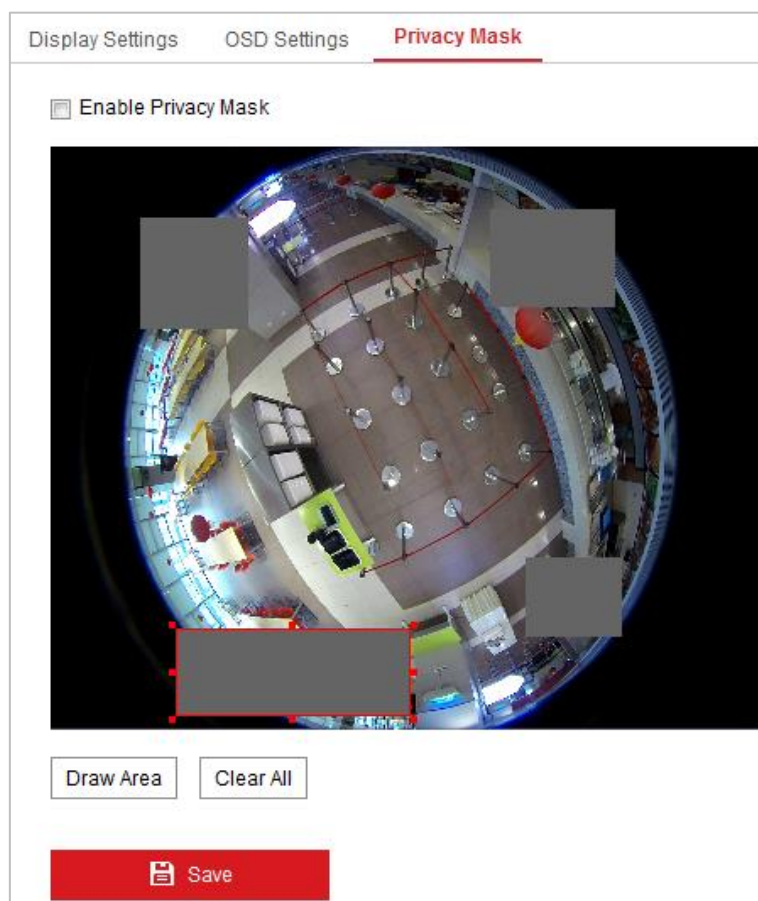 Display Settings OSD Settings Privacy Mask
Enable Privacy Mask
Draw Area Clear All
Save